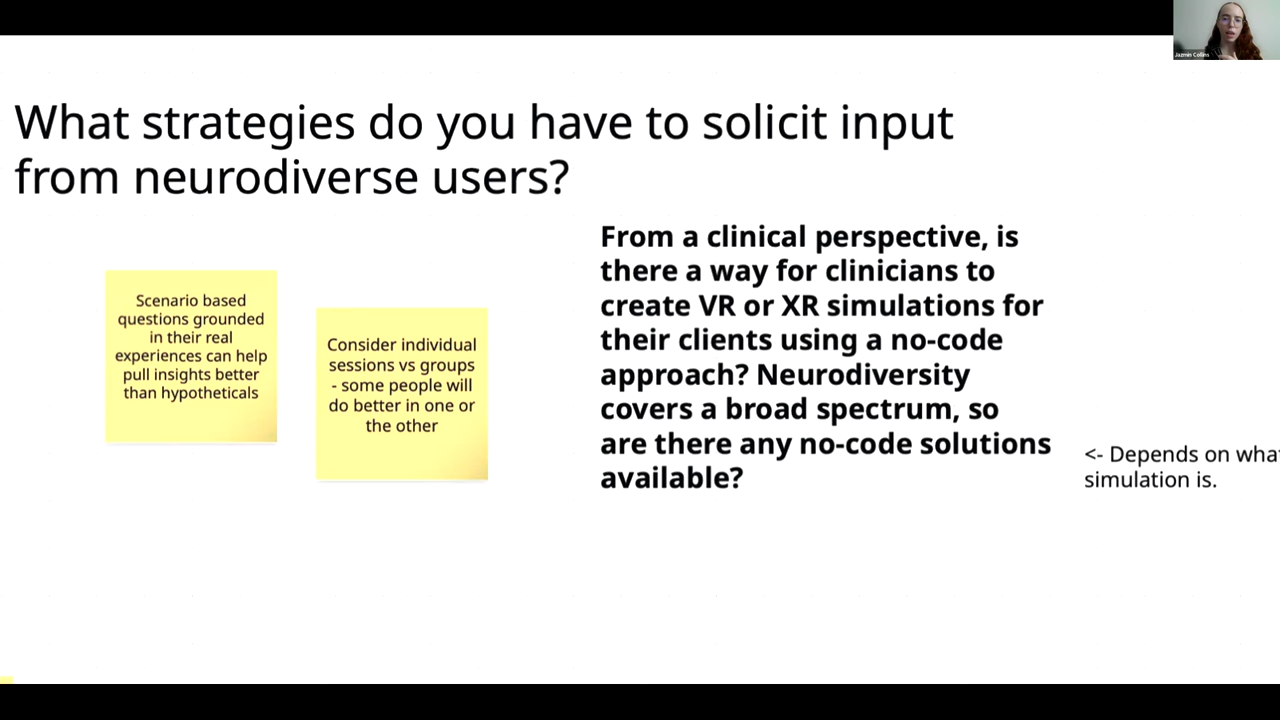 Jazmin Collins
What strategies do you have to solicit input
from neurodiverse users?
Scenario based
questions grounded
in their real
experiences can help
pull insights better
than hypotheticals
Consider individual
sessions vs groups
- some people will
do better in one or
the other
From a clinical perspective, is
there a way for clinicians to
create VR or XR simulations for
their clients using a no-code
approach? Neurodiversity
covers a broad spectrum, so
are there any no-code solutions
available?
<- Depends on what
simulation is.